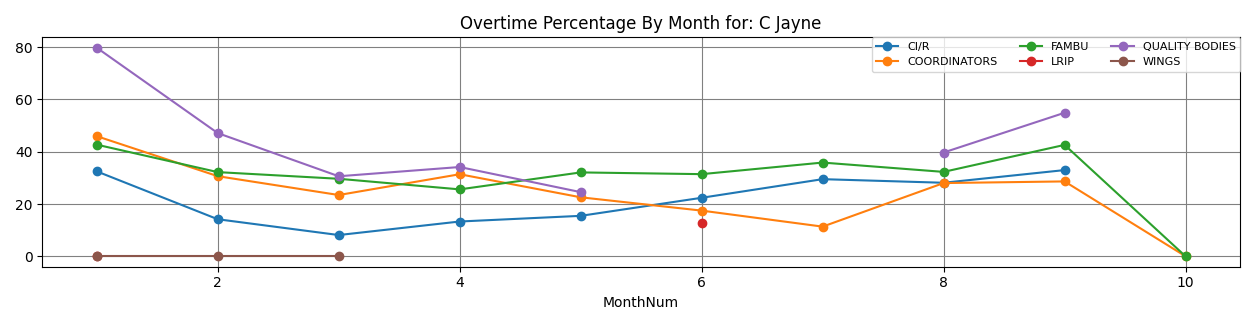 Overtime Percentage By Month for: C Jayne
CI/R FAMBU QUALITY BODIES
COORDINATORS LRIP WINGS
80
60
40
20
0
2 4 6 8 10
MonthNum